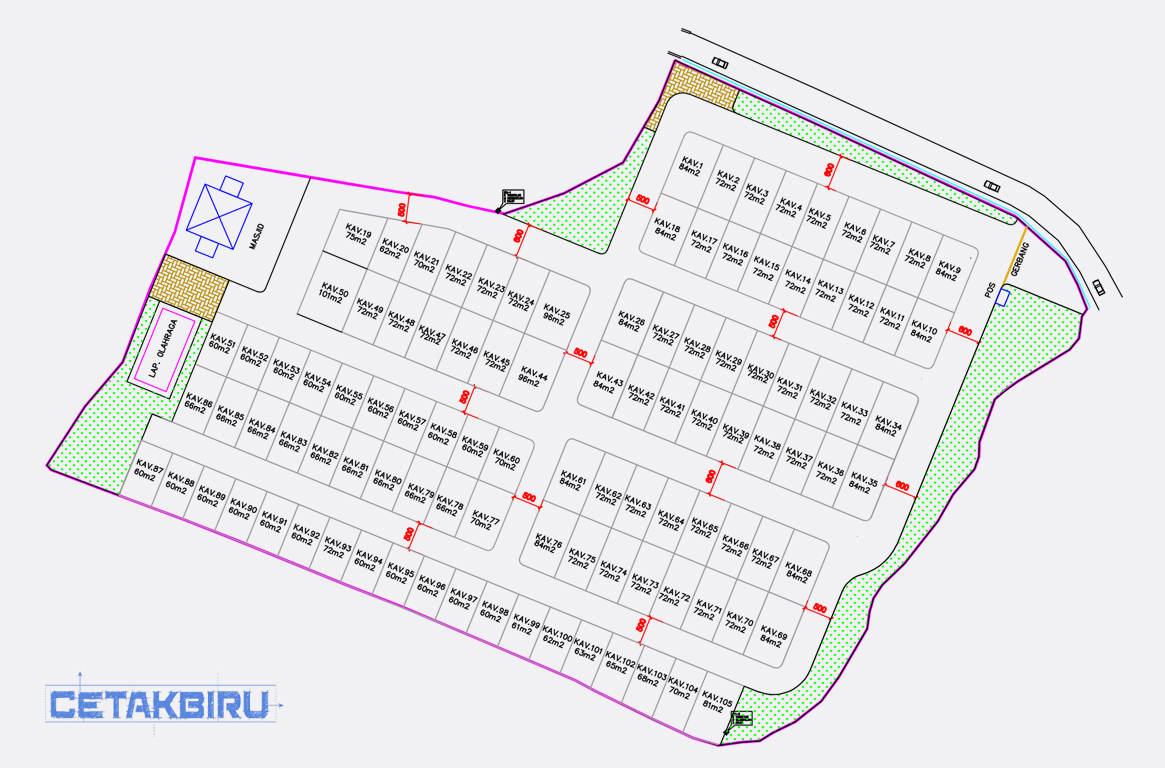 KAV.1
84m2
KAV.2
72m2
KAV.3
72m2
KAV.4
72m2
KAV.5
72m2
KAV.6
72m2
KAV.7
72m2
KAV.8
72m2
KAV.9
84m2
KAV.18
84m2
KAV.17
72m2
KAV.16
72m2
KAV.15
72m2
KAV.14
72m2
KAV.13
72m2
KAV.12
72m2
KAV.11
72m2
KAV.10
84m2
600
500
600
600
600
500
POS
GERBANG
MASJID
LAP. OLAHRAGA
KAV.19
75m2
KAV.20
62m2
KAV.21
70m2
KAV.22
72m2
KAV.23
72m2
KAV.24
72m2
KAV.25
96m2
KAV.50
101m2
KAV.49
72m2
KAV.48
72m2
KAV.47
72m2
KAV.46
72m2
KAV.45
72m2
KAV.44
96m2
KAV.26
84m2
KAV.27
72m2
KAV.28
72m2
KAV.29
72m2
KAV.30
72m2
KAV.31
72m2
KAV.32
72m2
KAV.33
72m2
KAV.34
84m2
KAV.43
84m2
KAV.42
72m2
KAV.41
72m2
KAV.40
72m2
KAV.39
72m2
KAV.38
72m2
KAV.37
72m2
KAV.36
72m2
KAV.35
84m2
500
600
600
KAV.51
60m2
KAV.52
60m2
KAV.53
60m2
KAV.54
60m2
KAV.55
60m2
KAV.56
60m2
KAV.57
60m2
KAV.58
60m2
KAV.59
60m2
KAV.60
70m2
KAV.86
66m2
KAV.85
66m2
KAV.84
66m2
KAV.83
66m2
KAV.82
66m2
KAV.81
66m2
KAV.80
66m2
KAV.79
66m2
KAV.78
66m2
KAV.77
70m2
500
600
500
KAV.61
84m2
KAV.62
72m2
KAV.63
72m2
KAV.64
72m2
KAV.65
72m2
KAV.66
72m2
KAV.67
72m2
KAV.68
84m2
KAV.76
84m2
KAV.75
72m2
KAV.74
72m2
KAV.73
72m2
KAV.72
72m2
KAV.71
72m2
KAV.70
72m2
KAV.69
84m2
500
500
500
KAV.87
60m2
KAV.88
60m2
KAV.89
60m2
KAV.90
60m2
KAV.91
60m2
KAV.92
60m2
KAV.93
72m2
KAV.94
60m2
KAV.95
60m2
KAV.96
60m2
KAV.97
60m2
KAV.98
60m2
KAV.99
61m2
KAV.100
62m2
KAV.101
63m2
KAV.102
65m2
KAV.103
68m2
KAV.104
70m2
KAV.105
81m2
CETAKBIRU